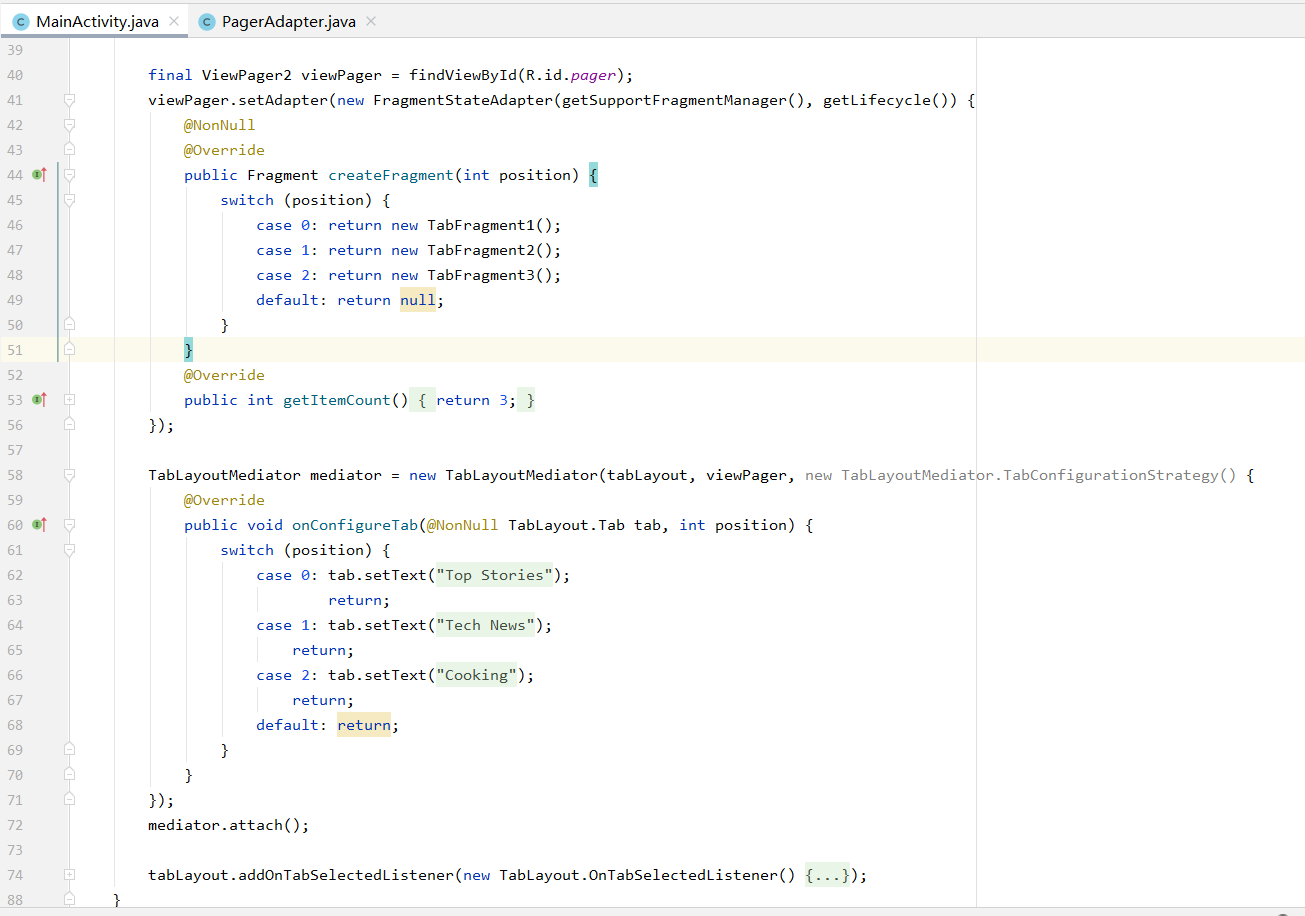 MainActivity.java PagerAdapter.java
39
40 final ViewPager2 viewPager = findViewById(R.id.pager);
41 viewPager.setAdapter(new FragmentStateAdapter(getSupportFragmentManager(), getLifecycle()) {
42 @NonNull
43 @Override
44 public Fragment createFragment(int position) {
45 switch (position) {
46 case 0: return new TabFragment1();
47 case 1: return new TabFragment2();
48 case 2: return new TabFragment3();
49 default: return null;
50 }
51 }
52 @Override
53 public int getItemCount() { return 3; }
56 });
57
58 TabLayoutMediator mediator = new TabLayoutMediator(tabLayout, viewPager, new TabLayoutMediator.TabConfigurationStrategy() {
59 @Override
60 public void onConfigureTab(@NonNull TabLayout.Tab tab, int position) {
61 switch (position) {
62 case 0: tab.setText("Top Stories");
63 return;
64 case 1: tab.setText("Tech News");
65 return;
66 case 2: tab.setText("Cooking");
67 return;
68 default: return;
69 }
70 }
71 });
72 mediator.attach();
73
74 tabLayout.addOnTabSelectedListener(new TabLayout.OnTabSelectedListener() {...});
88 }